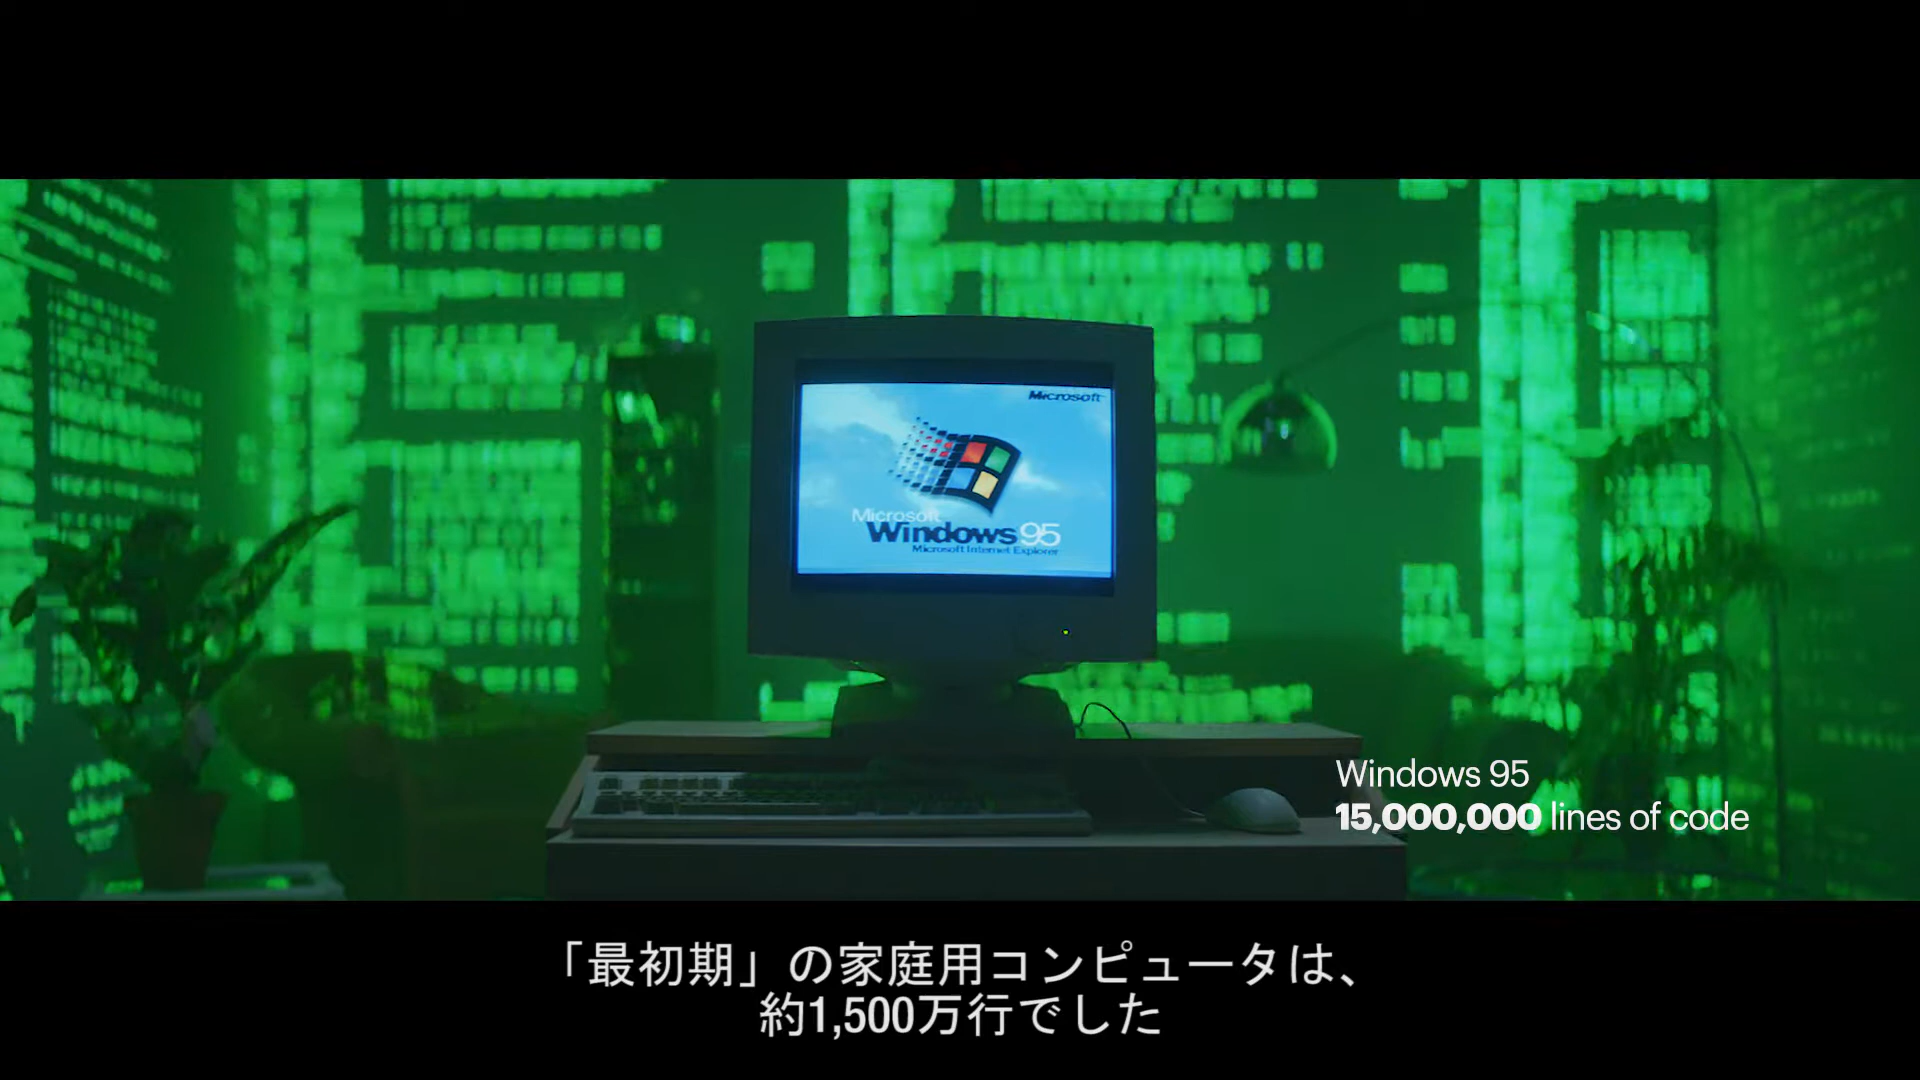 Microsoft
Microsoft
Windows 95
Microsoft Internet Explorer
Windows 95
15,000,000 lines of code
「最初期」の家庭用コンピュータは、
約1,500万行でした